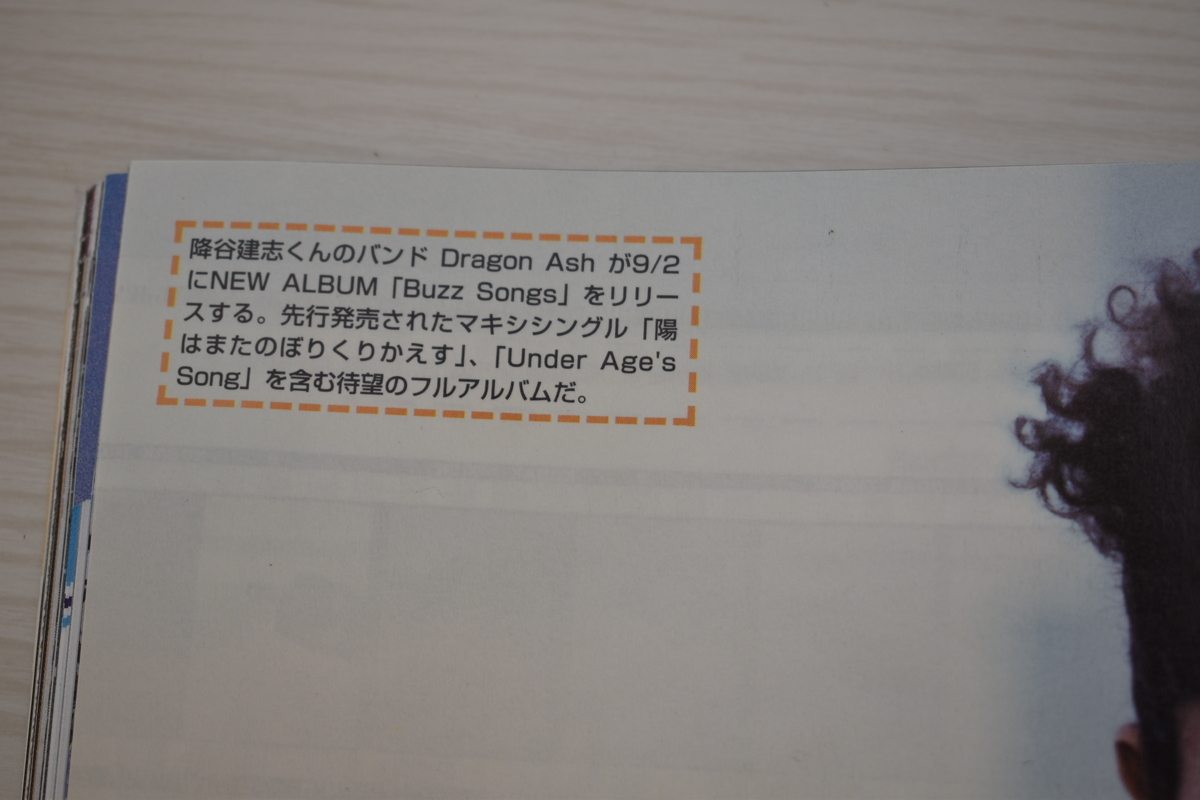 降谷建志くんのバンド Dragon Ash が9/2
にNEW ALBUM「Buzz Songs」をリリー
スする。先行発売されたマキシシングル「陽
はまたのぼりくりかえす」、「Under Age's
Song」を含む待望のフルアルバムだ。